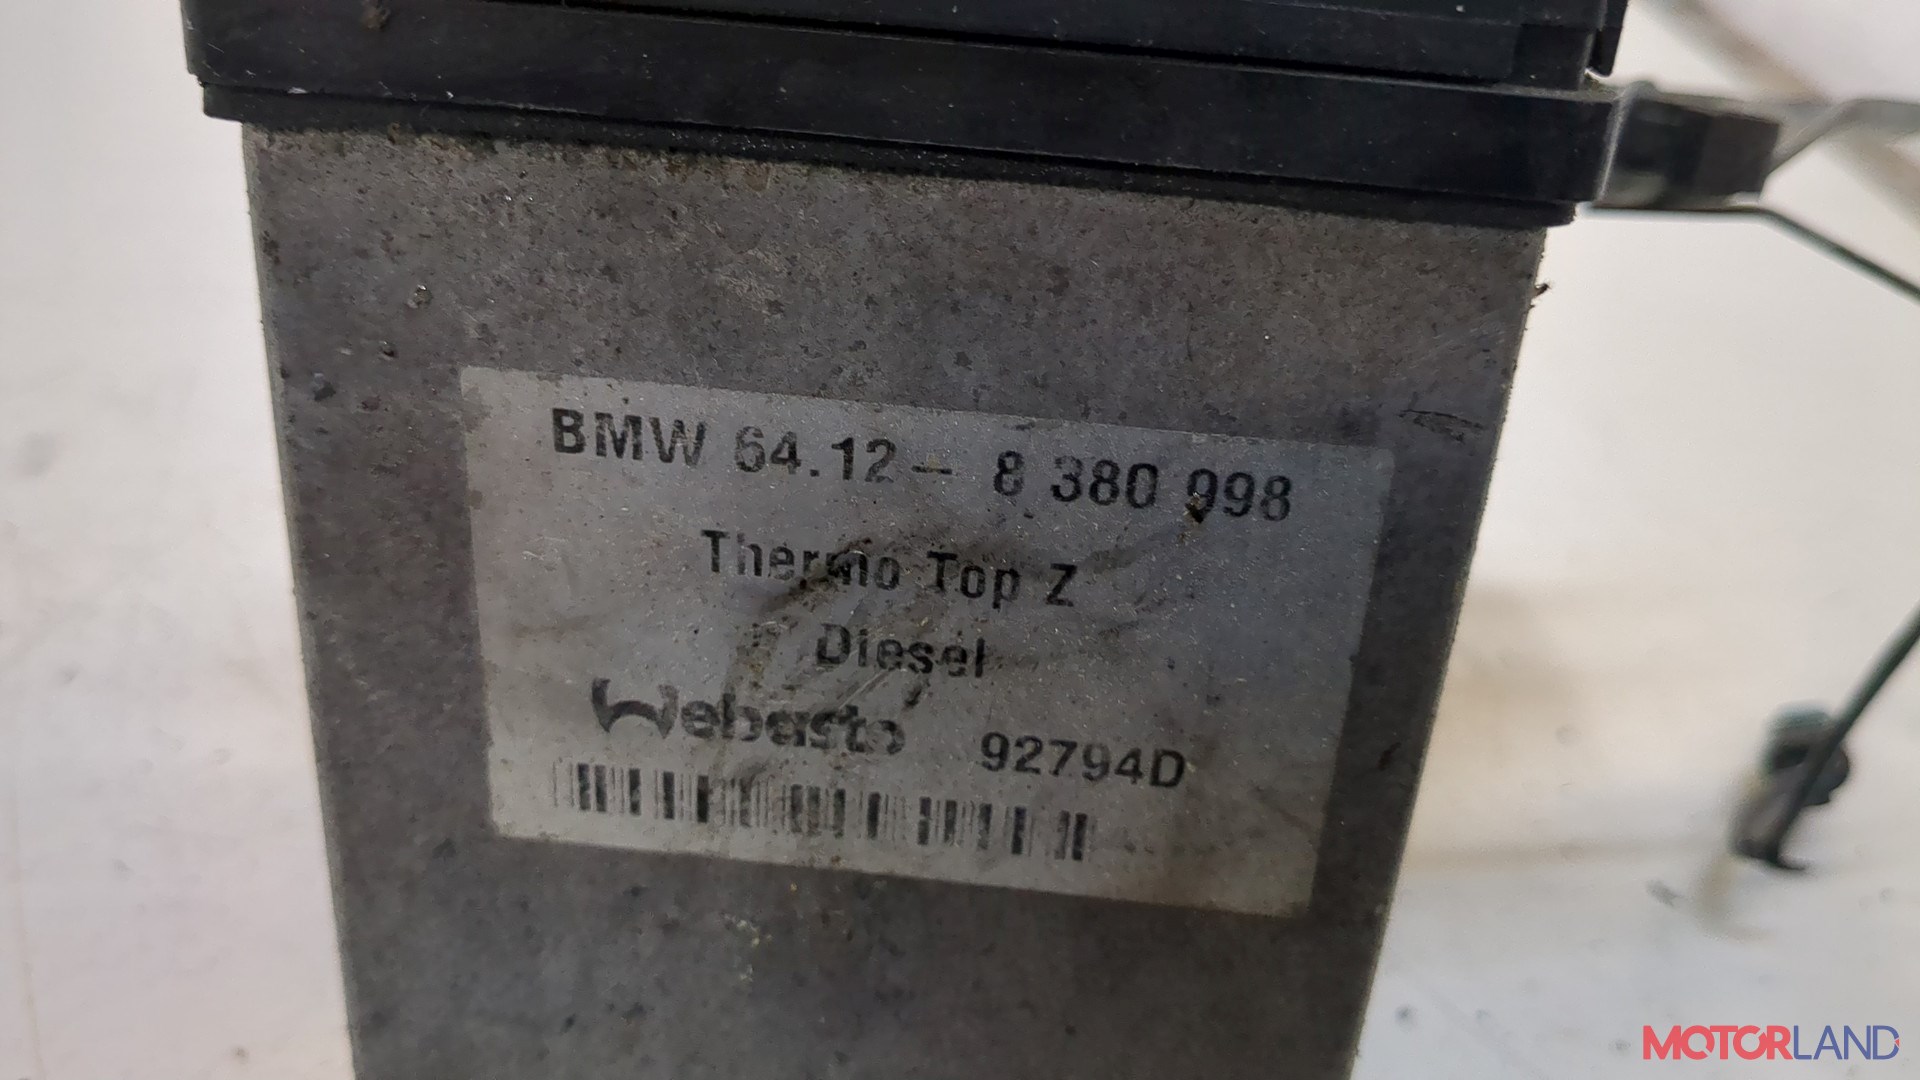 BMW 64.12 - 8 380 998
Thermo Top Z
Diesel
Webasto 92794D
MOTORLAND